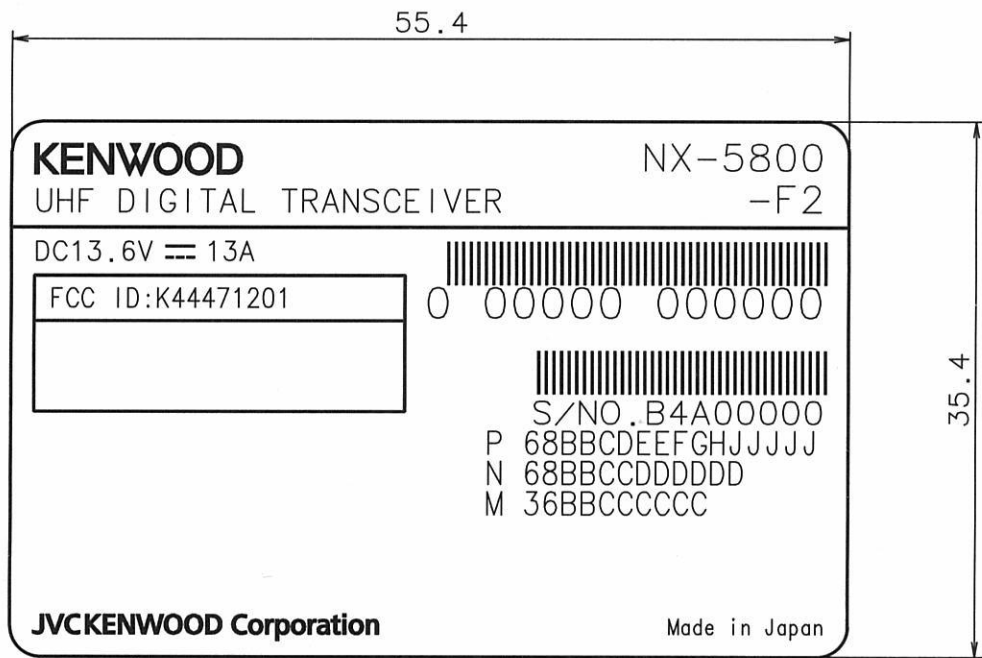 55.4
KENWOOD
NX-5800
UHF DIGITAL TRANSCEIVER
-F2
DC13.6V ⎓ 13A
FCC ID:K44471201
0 00000 000000
S/NO.B4A00000
P 68BBCDEEFGHJJJJJ
N 68BBCCDDDDDD
M 36BBCCCCCC
35.4
JVCKENWOOD Corporation
Made in Japan